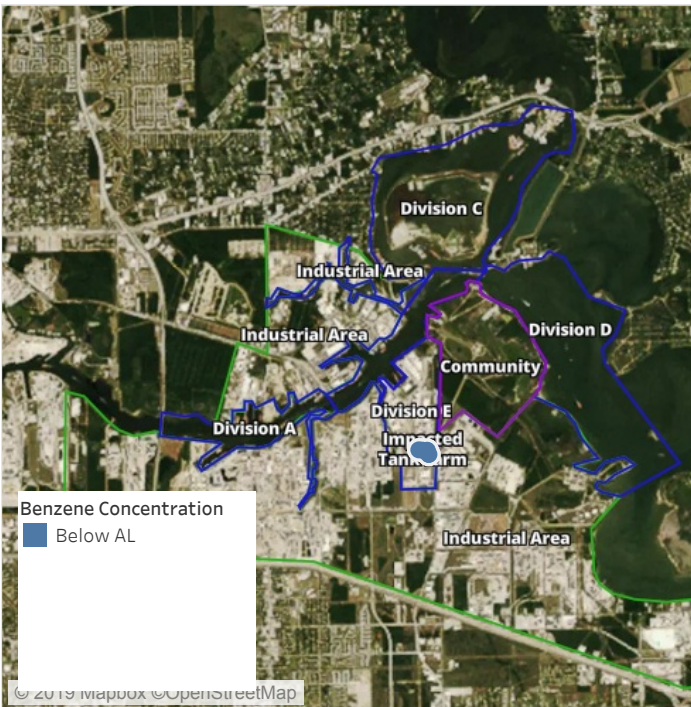 Division C
Industrial Area
Division D
Industrial Area
Community
Division E
Division A
Impacted
Tank Farm
Benzene Concentration
Below AL
Industrial Area
© 2019 Mapbox ©OpenStreetMap